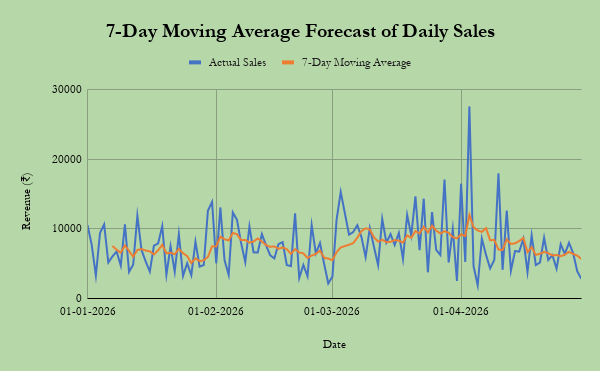 7-Day Moving Average Forecast of Daily Sales
Actual Sales 7-Day Moving Average
30000
20000
10000
0
Revenue (₹)
01-01-2026 01-02-2026 01-03-2026 01-04-2026
Date